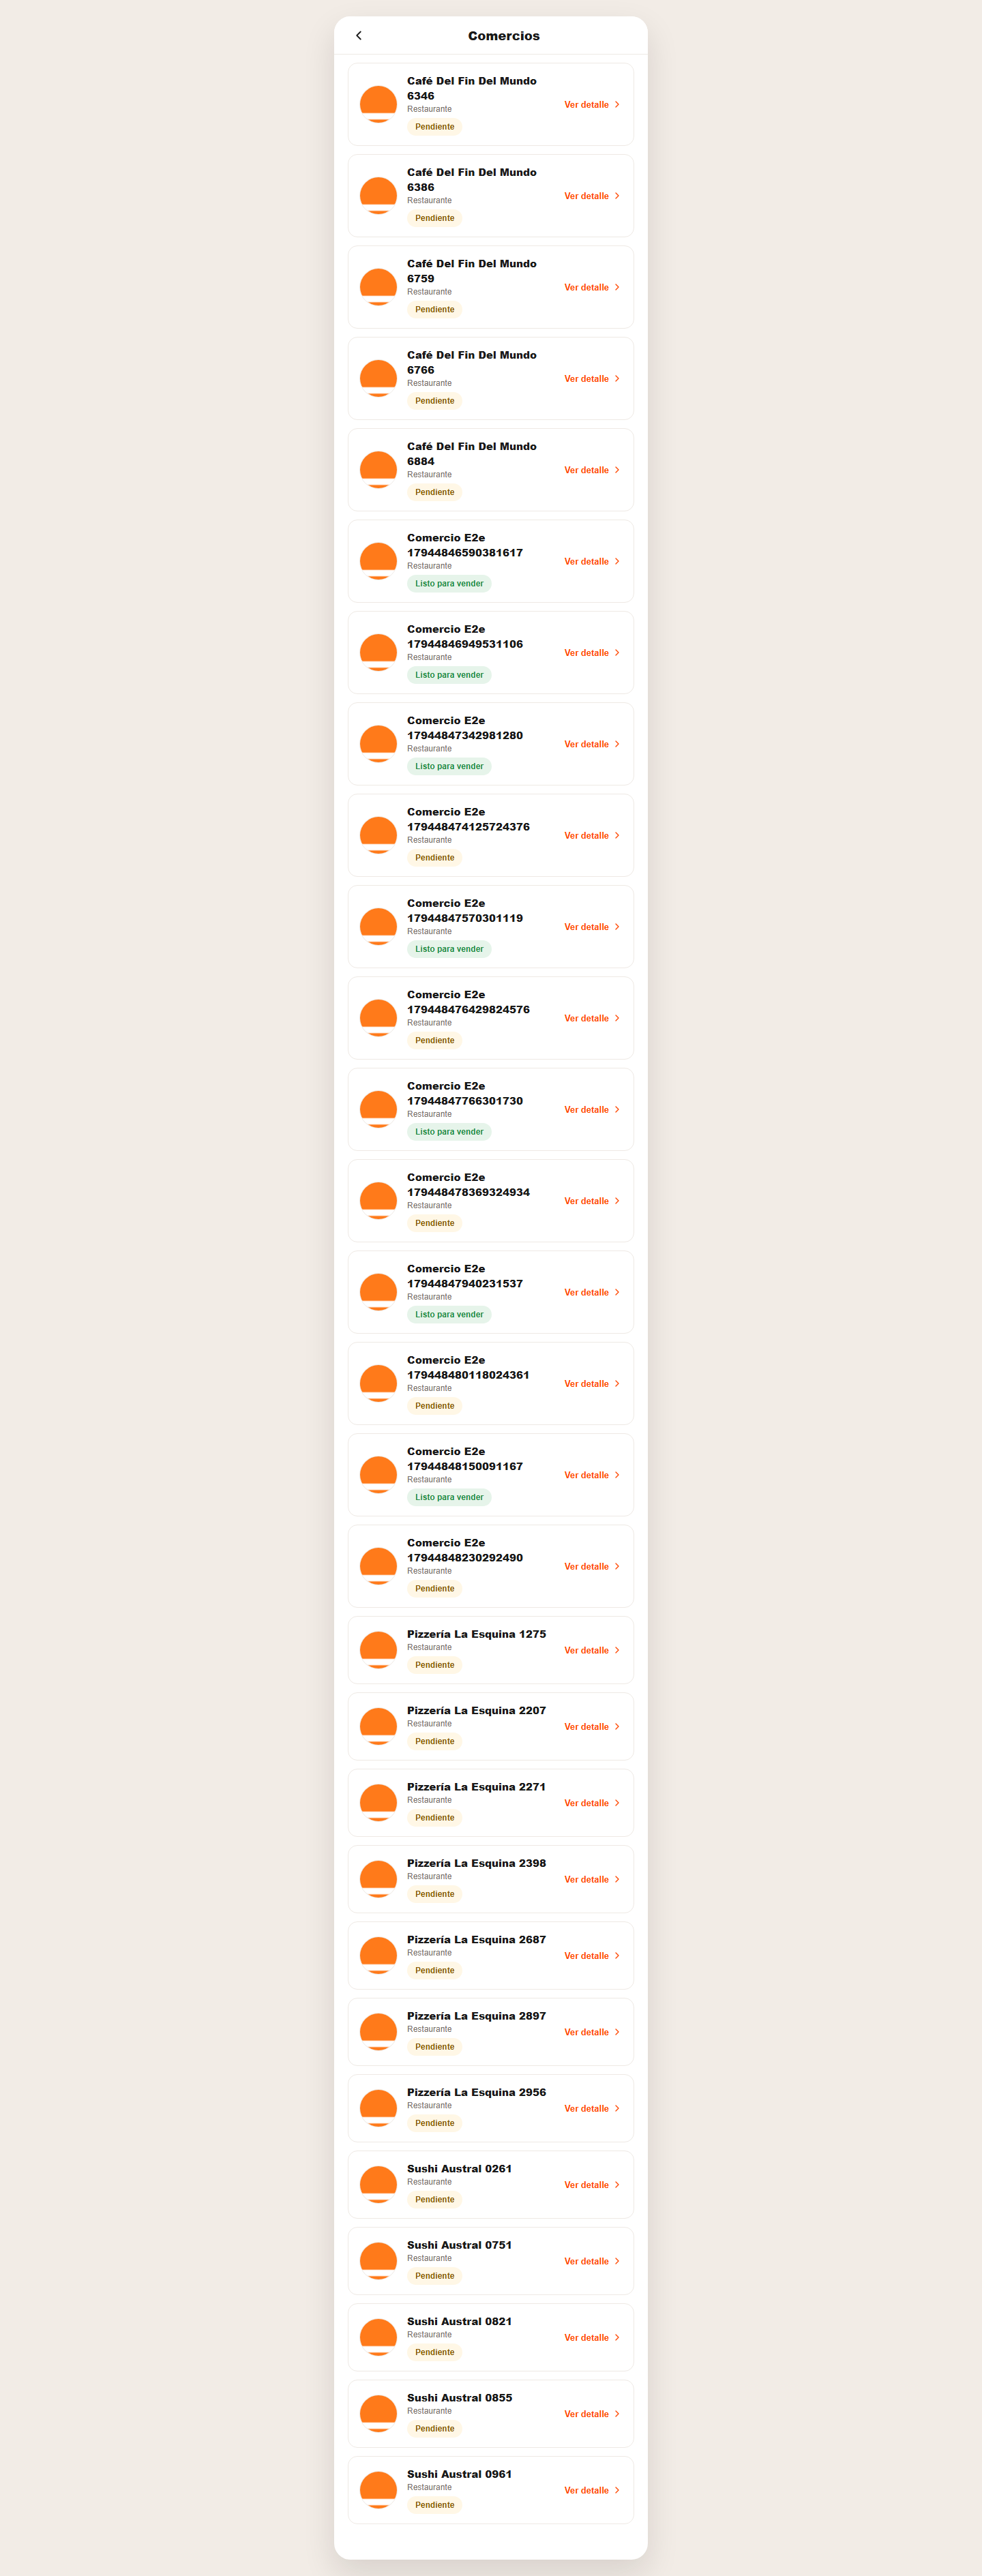 Comercios
Café Del Fin Del Mundo
6346
Restaurante
Pendiente
Ver detalle
Café Del Fin Del Mundo
6386
Restaurante
Pendiente
Ver detalle
Café Del Fin Del Mundo
6759
Restaurante
Pendiente
Ver detalle
Café Del Fin Del Mundo
6766
Restaurante
Pendiente
Ver detalle
Café Del Fin Del Mundo
6884
Restaurante
Pendiente
Ver detalle
Comercio E2e
17944846590381617
Restaurante
Listo para vender
Ver detalle
Comercio E2e
17944846949531106
Restaurante
Listo para vender
Ver detalle
Comercio E2e
17944847342981280
Restaurante
Listo para vender
Ver detalle
Comercio E2e
179448474125724376
Restaurante
Pendiente
Ver detalle
Comercio E2e
17944847570301119
Restaurante
Listo para vender
Ver detalle
Comercio E2e
179448476429824576
Restaurante
Pendiente
Ver detalle
Comercio E2e
17944847766301730
Restaurante
Listo para vender
Ver detalle
Comercio E2e
179448478369324934
Restaurante
Pendiente
Ver detalle
Comercio E2e
17944847940231537
Restaurante
Listo para vender
Ver detalle
Comercio E2e
179448480118024361
Restaurante
Pendiente
Ver detalle
Comercio E2e
17944848150091167
Restaurante
Listo para vender
Ver detalle
Comercio E2e
17944848230292490
Restaurante
Pendiente
Ver detalle
Pizzería La Esquina 1275
Restaurante
Pendiente
Ver detalle
Pizzería La Esquina 2207
Restaurante
Pendiente
Ver detalle
Pizzería La Esquina 2271
Restaurante
Pendiente
Ver detalle
Pizzería La Esquina 2398
Restaurante
Pendiente
Ver detalle
Pizzería La Esquina 2687
Restaurante
Pendiente
Ver detalle
Pizzería La Esquina 2897
Restaurante
Pendiente
Ver detalle
Pizzería La Esquina 2956
Restaurante
Pendiente
Ver detalle
Sushi Austral 0261
Restaurante
Pendiente
Ver detalle
Sushi Austral 0751
Restaurante
Pendiente
Ver detalle
Sushi Austral 0821
Restaurante
Pendiente
Ver detalle
Sushi Austral 0855
Restaurante
Pendiente
Ver detalle
Sushi Austral 0961
Restaurante
Pendiente
Ver detalle